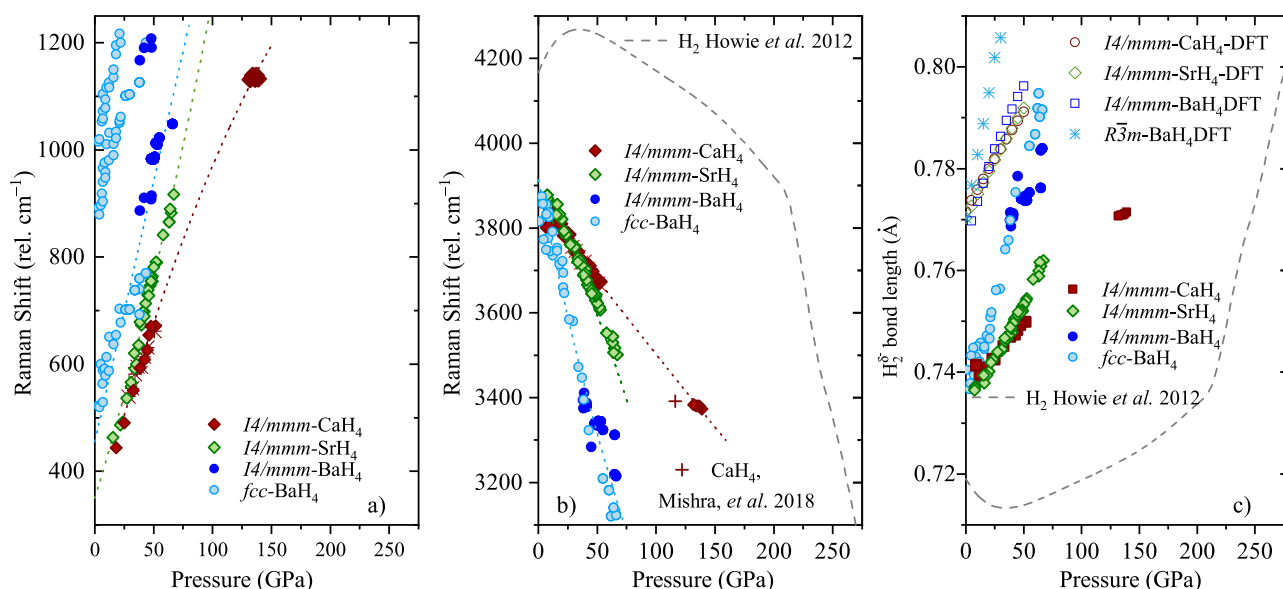 1200
1000
800
600
400
Raman Shift (rel. cm⁻¹)
I4/mmm-CaH₄
I4/mmm-SrH₄
I4/mmm-BaH₄
fcc-BaH₄
a)
0 50 100 150 200 250
Pressure (GPa)
4200
4000
3800
3600
3400
3200
Raman Shift (rel. cm⁻¹)
H₂ Howie et al. 2012
I4/mmm-CaH₄
I4/mmm-SrH₄
I4/mmm-BaH₄
fcc-BaH₄
CaH₄,
Mishra, et al. 2018
b)
0 50 100 150 200 250
Pressure (GPa)
0.80
0.78
0.76
0.74
0.72
H₂^δ- bond length (Å)
I4/mmm-CaH₄-DFT
I4/mmm-SrH₄-DFT
I4/mmm-BaH₄DFT
R3̅m-BaH₄DFT
I4/mmm-CaH₄
I4/mmm-SrH₄
I4/mmm-BaH₄
fcc-BaH₄
H₂ Howie et al. 2012
c)
0 50 100 150 200 250
Pressure (GPa)